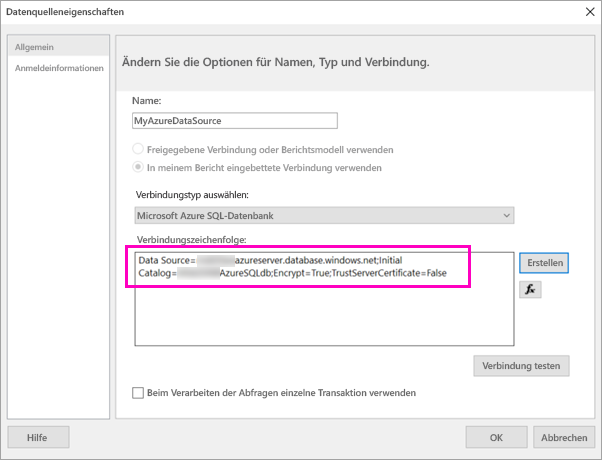 Datenquelleneigenschaften
Allgemein
Anmeldeinformationen
Ändern Sie die Optionen für Namen, Typ und Verbindung.
Name:
MyAzureDataSource
Freigegebene Verbindung oder Berichtsmodell verwenden
In meinem Bericht eingebettete Verbindung verwenden
Verbindungstyp auswählen:
Microsoft Azure SQL-Datenbank
Verbindungszeichenfolge:
Data Source= azureserver.database.windows.net;Initial
Catalog= AzureSQLdb;Encrypt=True;TrustServerCertificate=False
Erstellen
fx
Verbindung testen
Beim Verarbeiten der Abfragen einzelne Transaktion verwenden
Hilfe
OK
Abbrechen